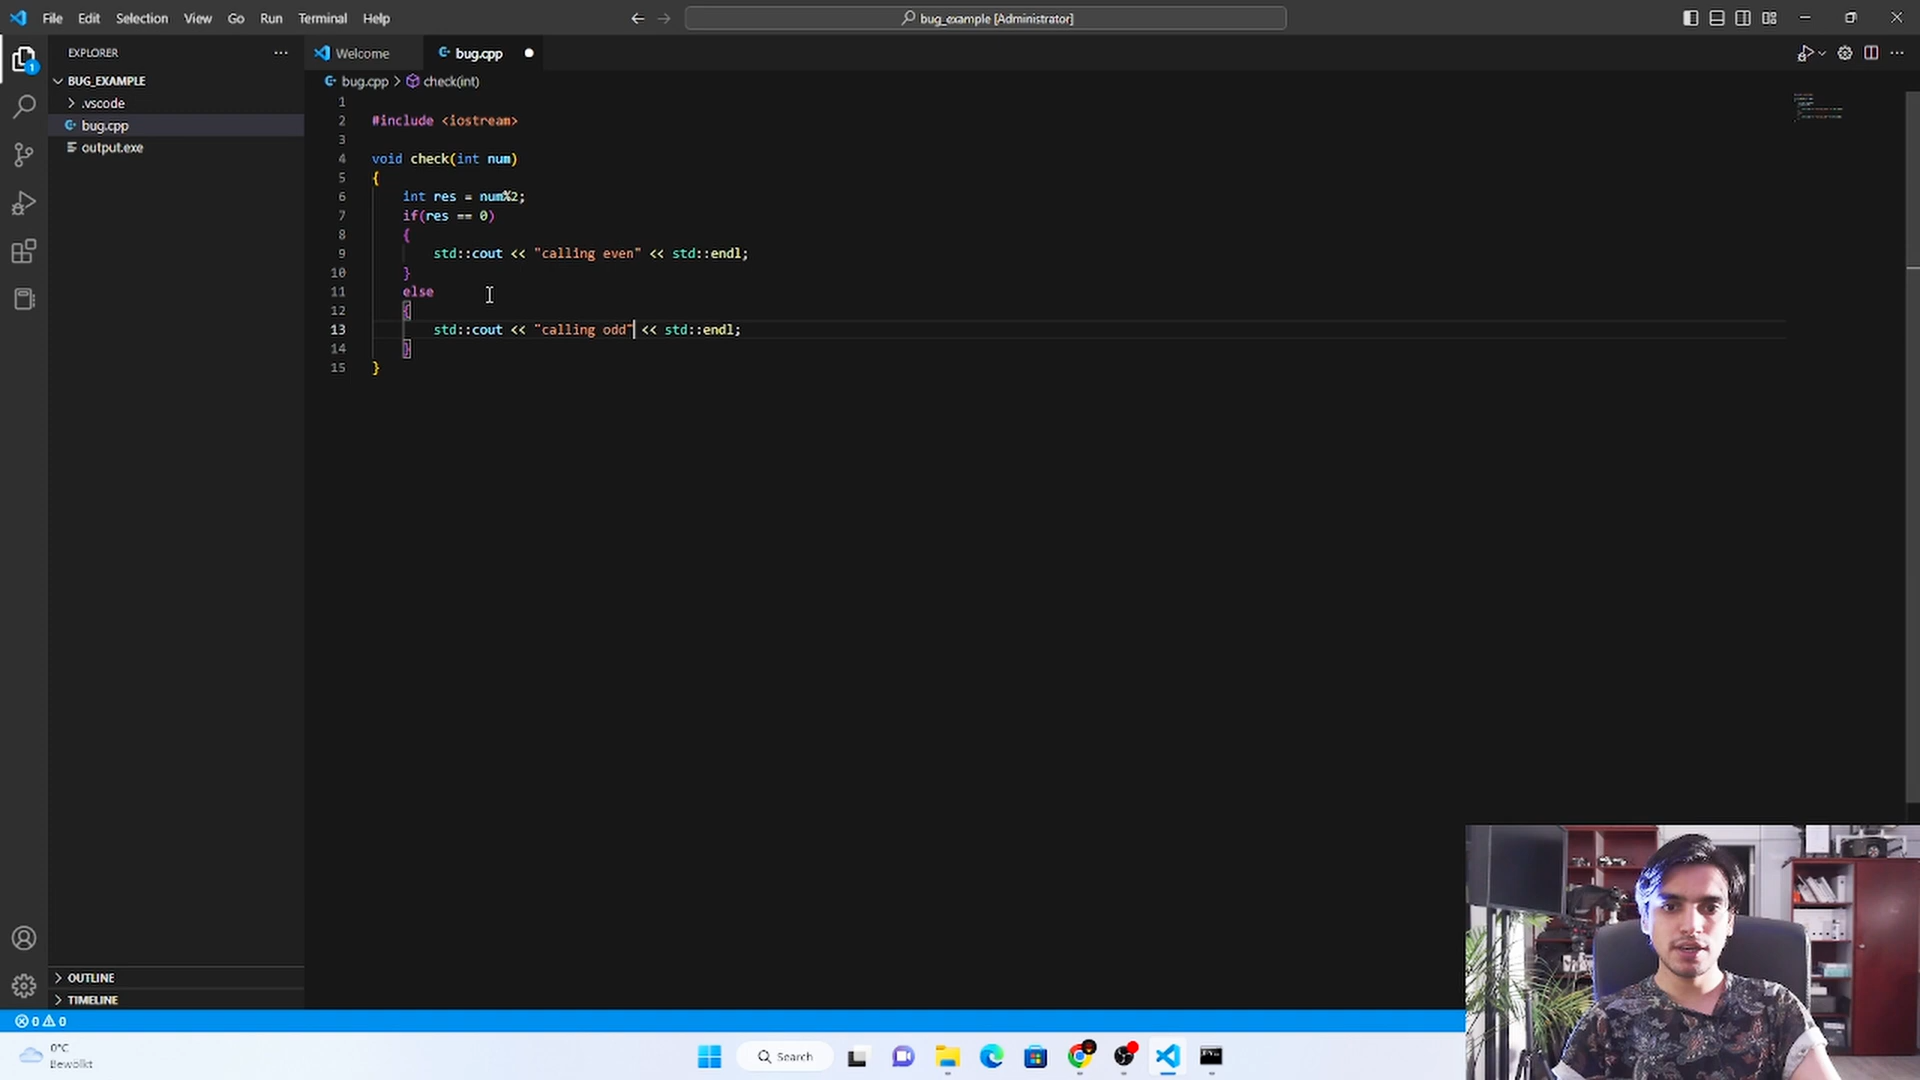 File Edit Selection View Go Run Terminal Help
bug_example [Administrator]
EXPLORER
Welcome
bug.cpp
BUG_EXAMPLE
bug.cpp > check(int)
.vscode
bug.cpp
output.exe
1
2 #include <iostream>
3
4 void check(int num)
5 {
6 int res = num%2;
7 if(res == 0)
8 {
9 std::cout << "calling even" << std::endl;
10 }
11 else
12 {
13 std::cout << "calling odd" << std::endl;
14 }
15 }
OUTLINE
TIMELINE
0 0
0°C
Bewölkt
Search
1